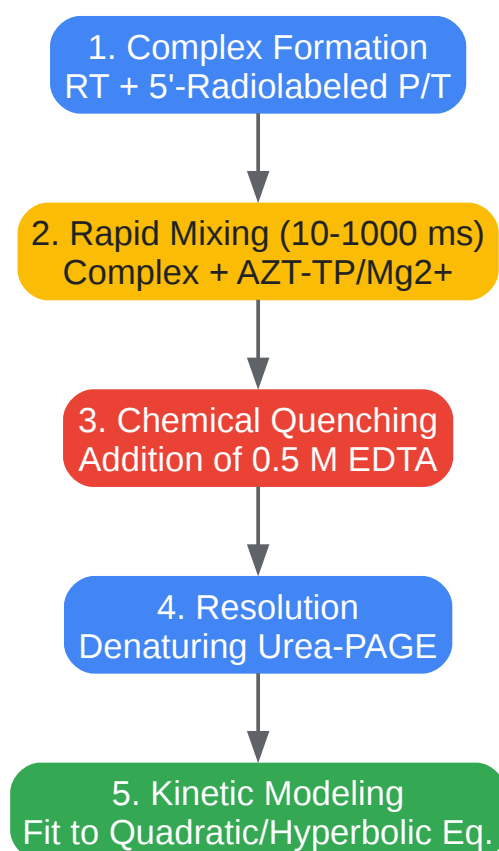 1. Complex Formation
RT + 5'-Radiolabeled P/T
2. Rapid Mixing (10-1000 ms)
Complex + AZT-TP/Mg2+
3. Chemical Quenching
Addition of 0.5 M EDTA
4. Resolution
Denaturing Urea-PAGE
5. Kinetic Modeling
Fit to Quadratic/Hyperbolic Eq.